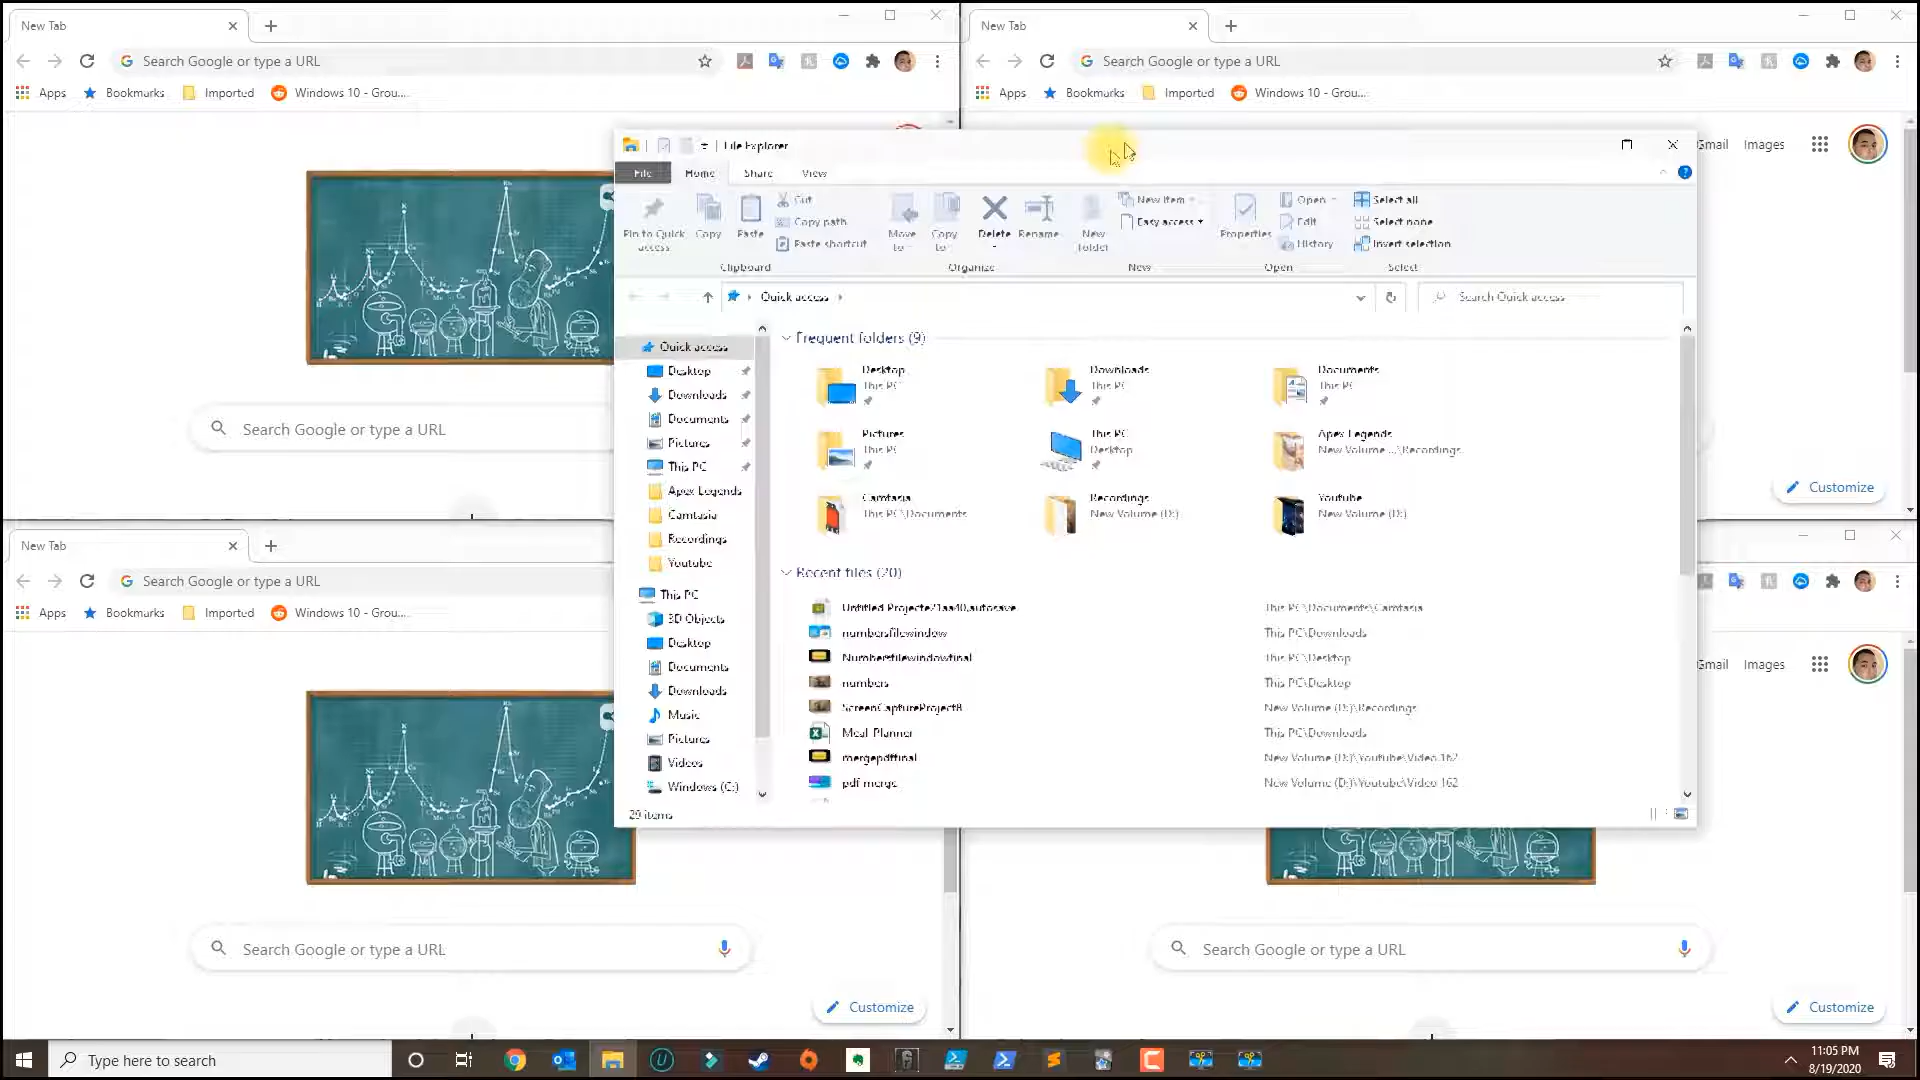 New Tab
New Tab
Search Google or type a URL
Search Google or type a URL
Apps Bookmarks Imported Windows 10 - Grou...
Apps Bookmarks Imported Windows 10 - Grou...
File Explorer
Gmail Images
File Home Share View
Pin to Quick access
Copy
Paste
Cut
Copy path
Paste shortcut
Move to
Copy to
Delete
Rename
New folder
New item
Easy access
Properties
Open
Edit
History
Select all
Select none
Invert selection
Clipboard Organize New Open Select
Quick access
Search Quick access
Quick access
Desktop
Downloads
Documents
Pictures
This PC
Apex Legends
Camtasia
Recordings
Youtube
This PC
3D Objects
Desktop
Documents
Downloads
Music
Pictures
Videos
Windows (C:)
Frequent folders (9)
Desktop
This PC
Downloads
This PC
Documents
This PC
Pictures
This PC
This PC
Desktop
Apex Legends
New Volume ...\Recordings
Camtasia
This PC\Documents
Recordings
New Volume (D:)
Youtube
New Volume (D:)
Recent files (20)
Untitled Projecte21aa40.autosave This PC\Documents\Camtasia
numbersfilewindow This PC\Downloads
Numbersfilewindowfinal This PC\Desktop
numbers This PC\Desktop
ScreenCaptureProject8 New Volume (D:)\Recordings
Meal-Planner This PC\Downloads
mergepdffinal New Volume (D:)\Youtube\Video 162
pdf merge New Volume (D:)\Youtube\Video 162
29 items
Search Google or type a URL
Customize
New Tab
Search Google or type a URL
Apps Bookmarks Imported Windows 10 - Grou...
Gmail Images
Search Google or type a URL
Search Google or type a URL
Customize
Customize
Type here to search
11:05 PM
8/19/2020